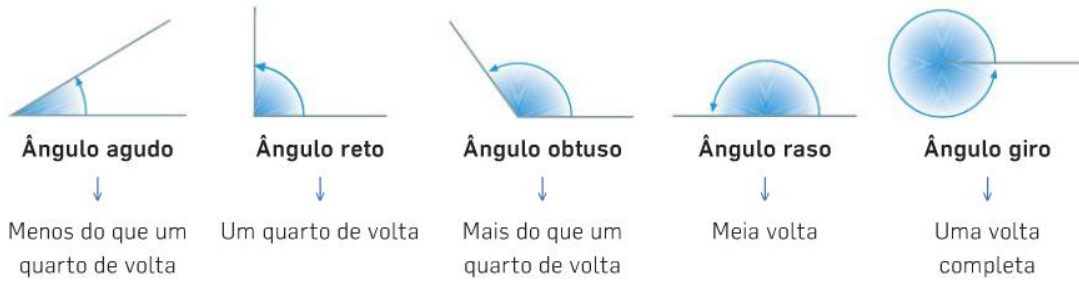 Ângulo agudo
Ângulo reto
Ângulo obtuso
Ângulo raso
Ângulo giro
Menos do que um
quarto de volta
Um quarto de volta
Mais do que um
quarto de volta
Meia volta
Uma volta
completa